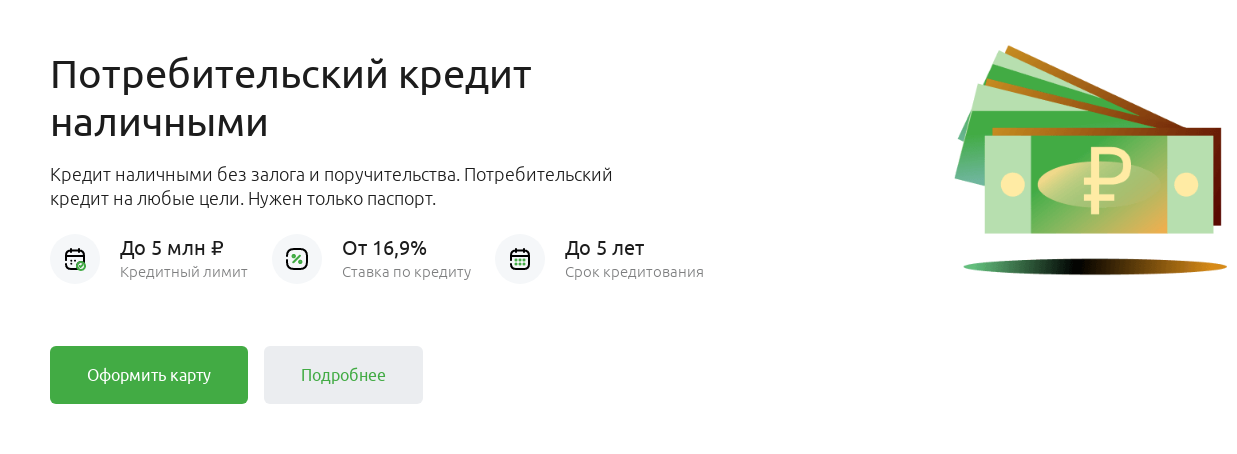 Потребительский кредит
наличными
Кредит наличными без залога и поручительства. Потребительский
кредит на любые цели. Нужен только паспорт.
До 5 млн ₽
Кредитный лимит
От 16,9%
Ставка по кредиту
До 5 лет
Срок кредитования
Оформить карту
Подробнее
₽